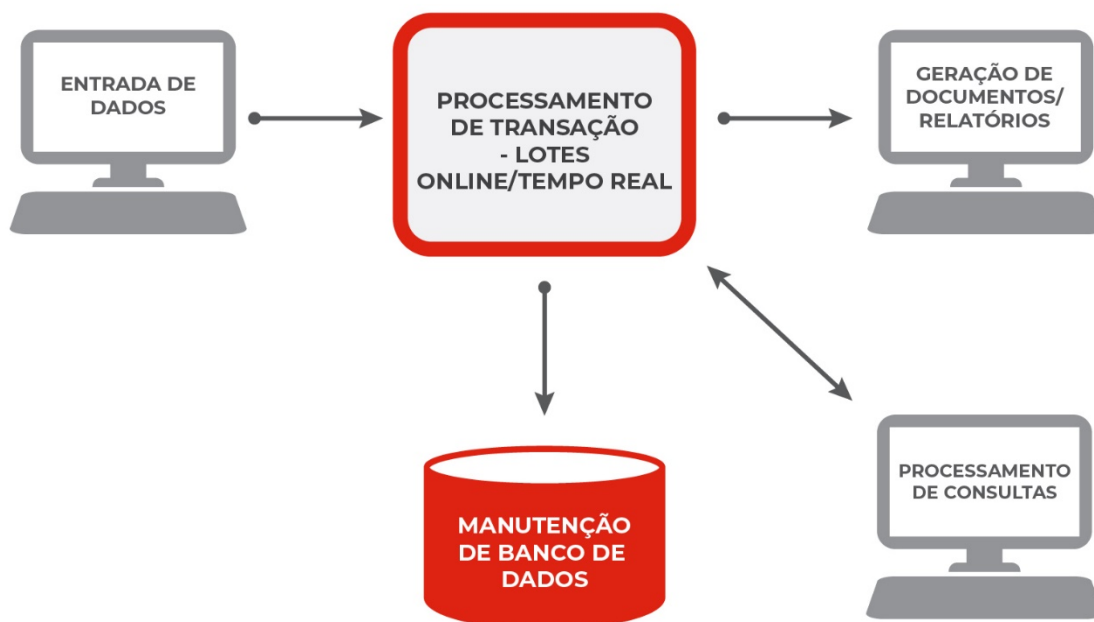 ENTRADA DE
DADOS
PROCESSAMENTO
DE TRANSAÇÃO
- LOTES
ONLINE/TEMPO REAL
GERAÇÃO DE
DOCUMENTOS/
RELATÓRIOS
MANUTENÇÃO
DE BANCO DE
DADOS
PROCESSAMENTO
DE CONSULTAS